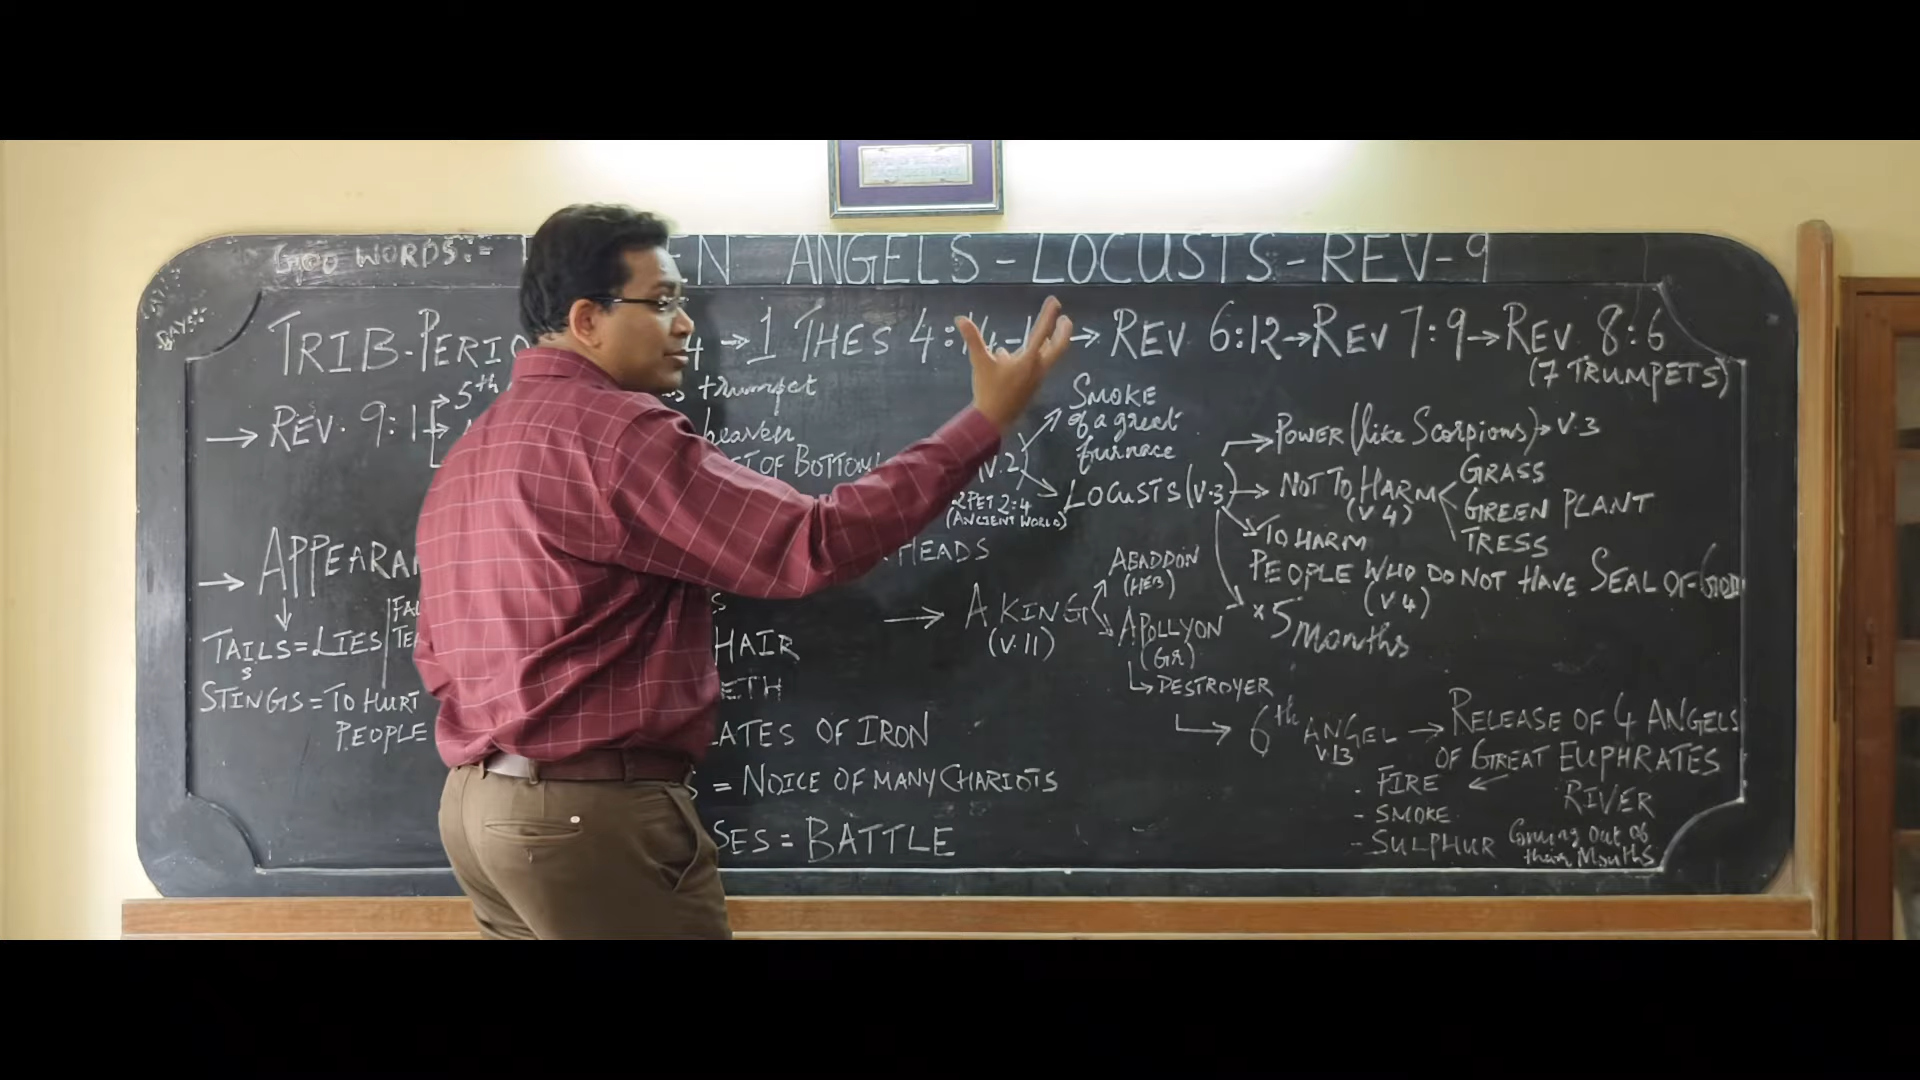 GOD WORDS:- EN ANGELS-LOCUSTS-REV-9
DAYS:-
TRIB-PERIO 4 → 1 THES 4:14-1 → REV 6:12 → REV 7:9 → REV 8:6
(7 TRUMPETS)
→ REV. 9:1 → 5th
→ trumpet
heaven
OF BOTTOM
(V.2)
2 PET 2:4
(ANCIENT WORLD)
SMOKE
of a great
furnace
LOCUSTS (V.3)
→ POWER (like Scorpions) → V.3
→ NOT TO HARM
(V 4)
GRASS
GREEN PLANT
TRESS
→ TO HARM
PEOPLE WHO DO NOT HAVE SEAL OF GOD
(V 4)
* 5 months
→ APPEARA
HEADS
TAILS = LIES
STINGS = TO HURT
PEOPLE
HAIR
ETH
LATES OF IRON
S = NOICE OF MANY CHARIOTS
SES = BATTLE
→ A KING
(V.11)
ABADDON
(HEB)
APOLLYON
(GR)
↳ DESTROYER
↳ 6th ANGEL → RELEASE OF 4 ANGELS
V.13
OF GREAT EUPHRATES
RIVER
. FIRE ←
- SMOKE
- SULPHUR Coming out of
their Mouths